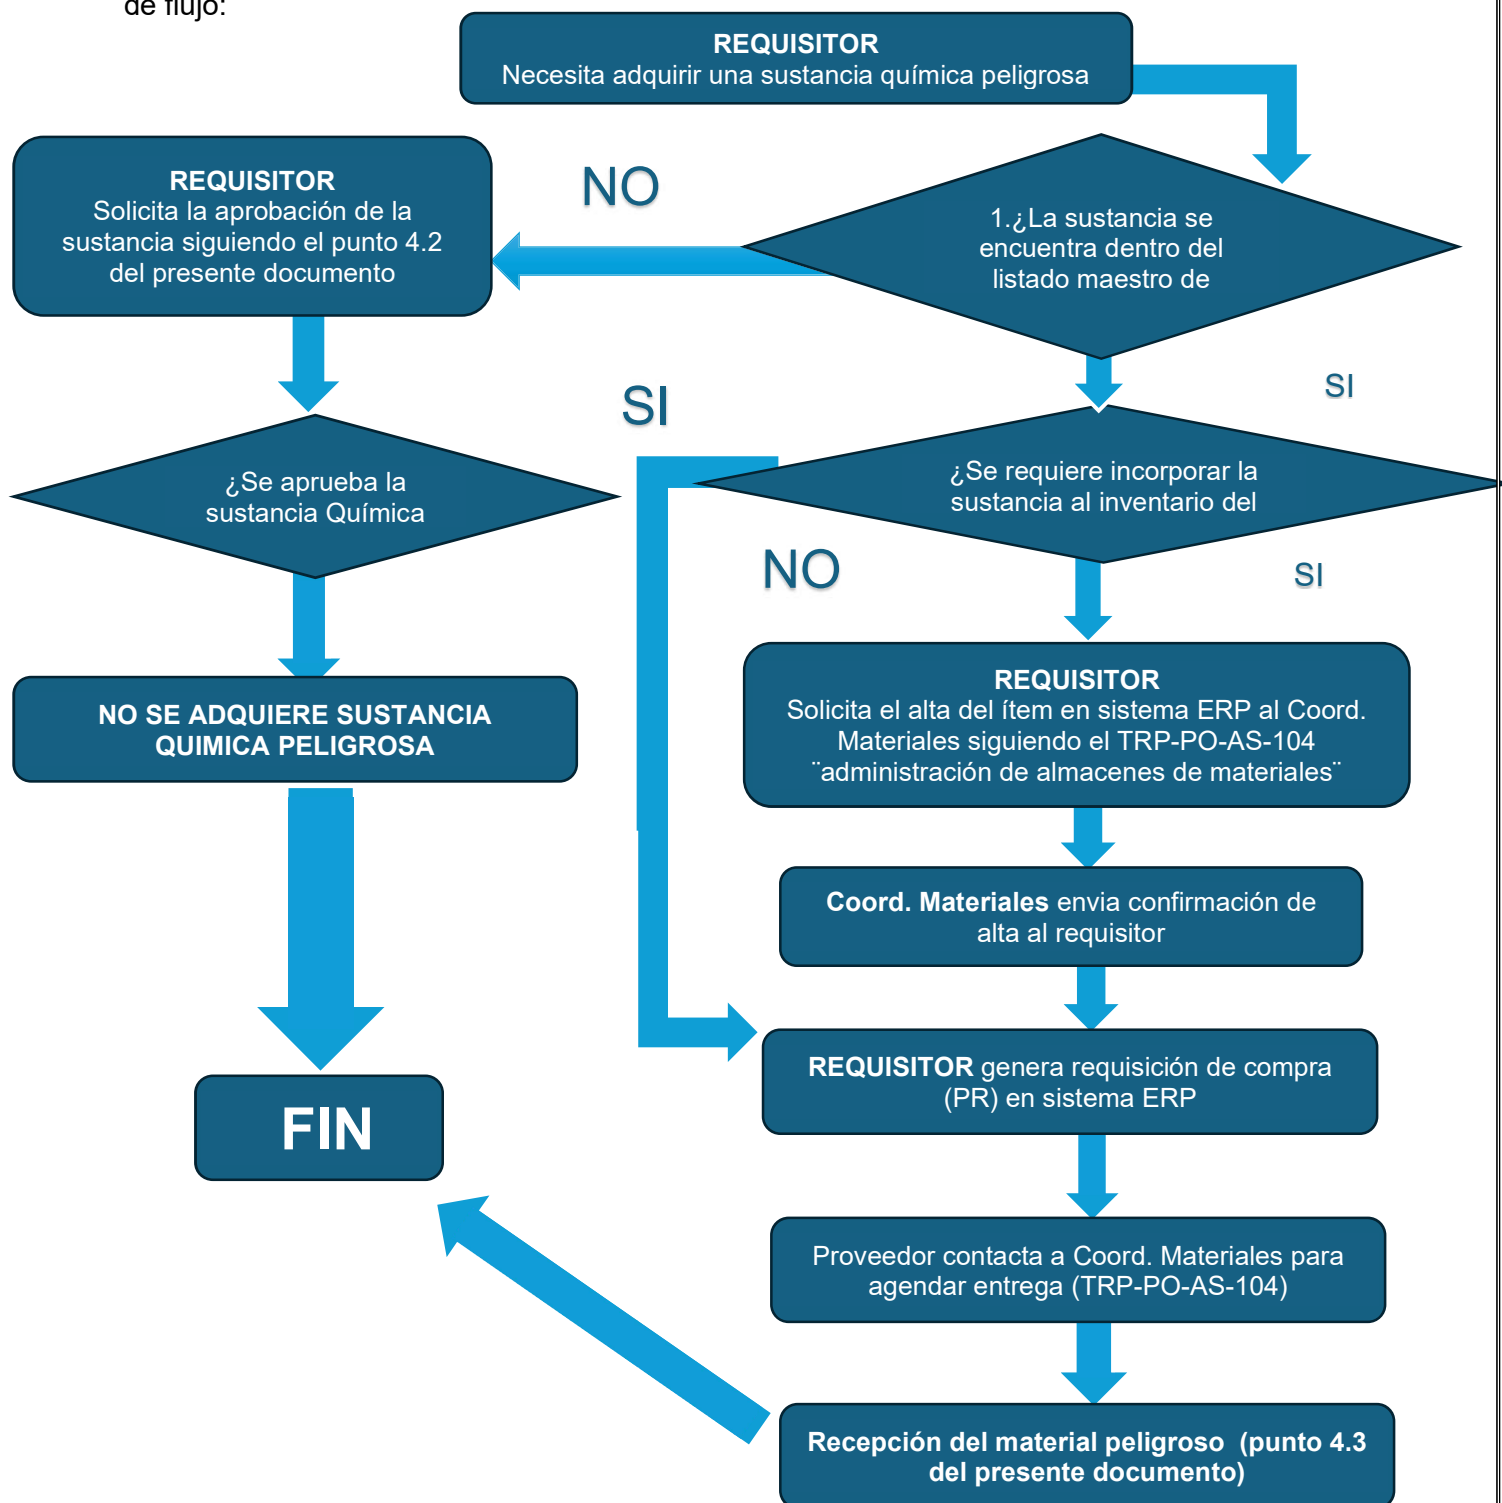 de flujo:
REQUISITOR
Necesita adquirir una sustancia química peligrosa
REQUISITOR
Solicita la aprobación de la
sustancia siguiendo el punto 4.2
del presente documento
NO
1.¿La sustancia se
encuentra dentro del
listado maestro de
SI
SI
¿Se aprueba la
sustancia Química
¿Se requiere incorporar la
sustancia al inventario del
NO
SI
NO SE ADQUIERE SUSTANCIA
QUIMICA PELIGROSA
REQUISITOR
Solicita el alta del ítem en sistema ERP al Coord.
Materiales siguiendo el TRP-PO-AS-104
¨administración de almacenes de materiales¨
Coord. Materiales envia confirmación de
alta al requisitor
REQUISITOR genera requisición de compra
(PR) en sistema ERP
FIN
Proveedor contacta a Coord. Materiales para
agendar entrega (TRP-PO-AS-104)
Recepción del material peligroso (punto 4.3
del presente documento)